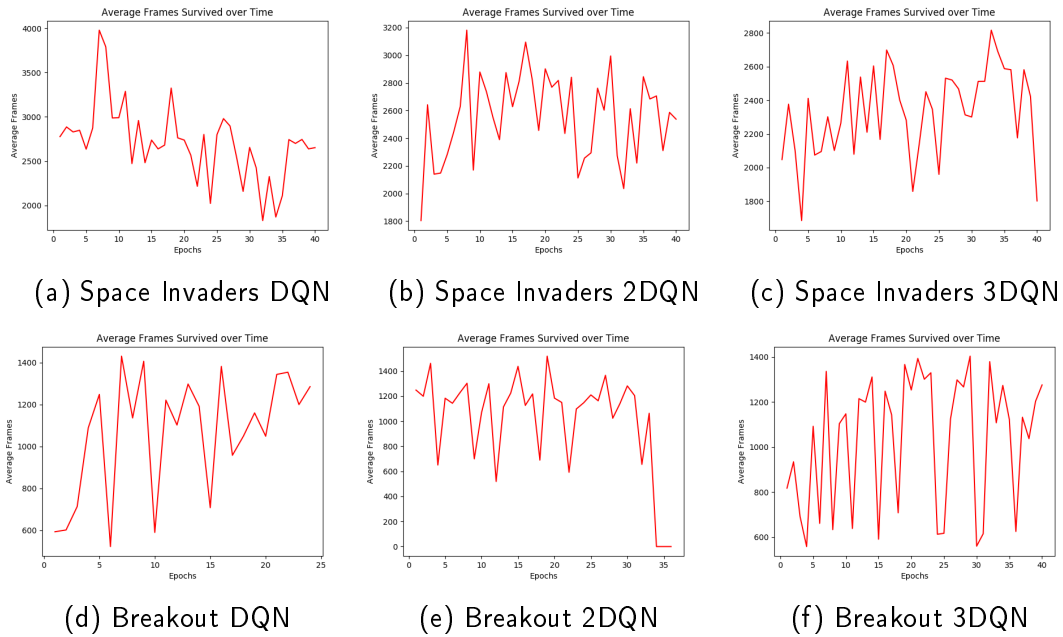 Average Frames Survived over Time
4000
3500
3000
2500
2000
Average Frames
0 5 10 15 20 25 30 35 40
Epochs
(a) Space Invaders DQN
Average Frames Survived over Time
3200
3000
2800
2600
2400
2200
2000
1800
Average Frames
0 5 10 15 20 25 30 35 40
Epochs
(b) Space Invaders 2DQN
Average Frames Survived over Time
2800
2600
2400
2200
2000
1800
Average Frames
0 5 10 15 20 25 30 35 40
Epochs
(c) Space Invaders 3DQN
Average Frames Survived over Time
1400
1200
1000
800
600
Average Frames
0 5 10 15 20 25
Epochs
(d) Breakout DQN
Average Frames Survived over Time
1400
1200
1000
800
600
400
200
0
Average Frames
0 5 10 15 20 25 30 35
Epochs
(e) Breakout 2DQN
Average Frames Survived over Time
1400
1200
1000
800
600
Average Frames
0 5 10 15 20 25 30 35 40
Epochs
(f) Breakout 3DQN